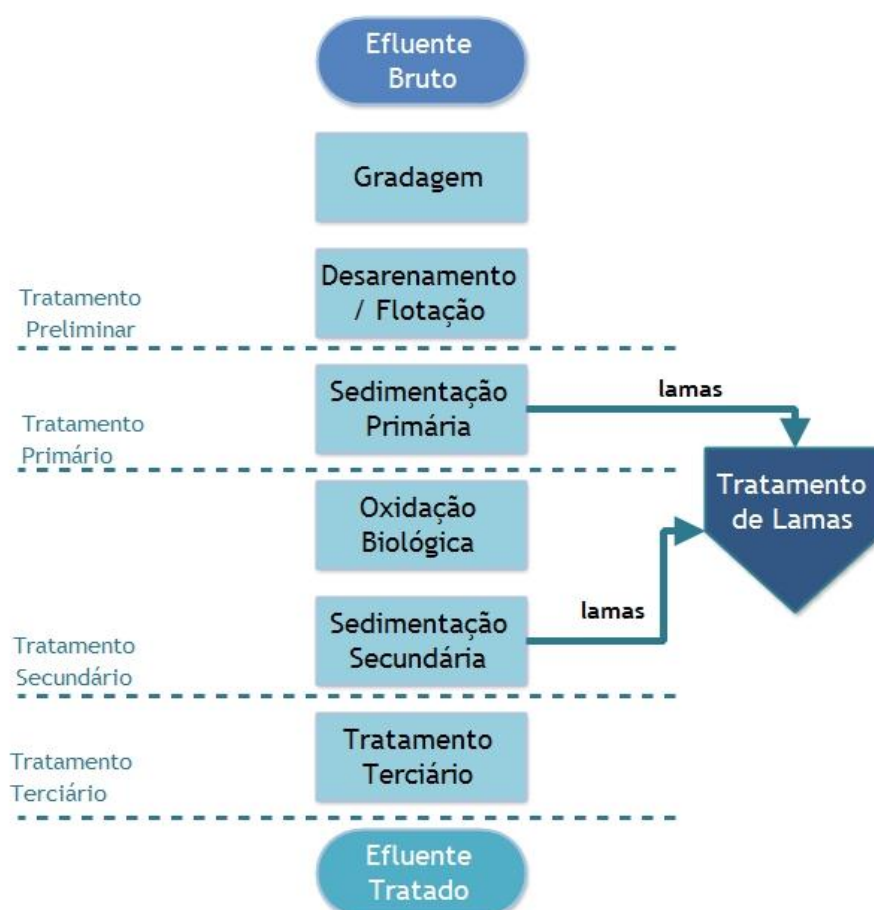 Efluente
Bruto
Gradagem
Desarenamento
/ Flotação
Tratamento
Preliminar
Sedimentação
Primária
lamas
Tratamento
Primário
Tratamento
de Lamas
Oxidação
Biológica
Sedimentação
Secundária
lamas
Tratamento
Secundário
Tratamento
Terciário
Tratamento
Terciário
Efluente
Tratado